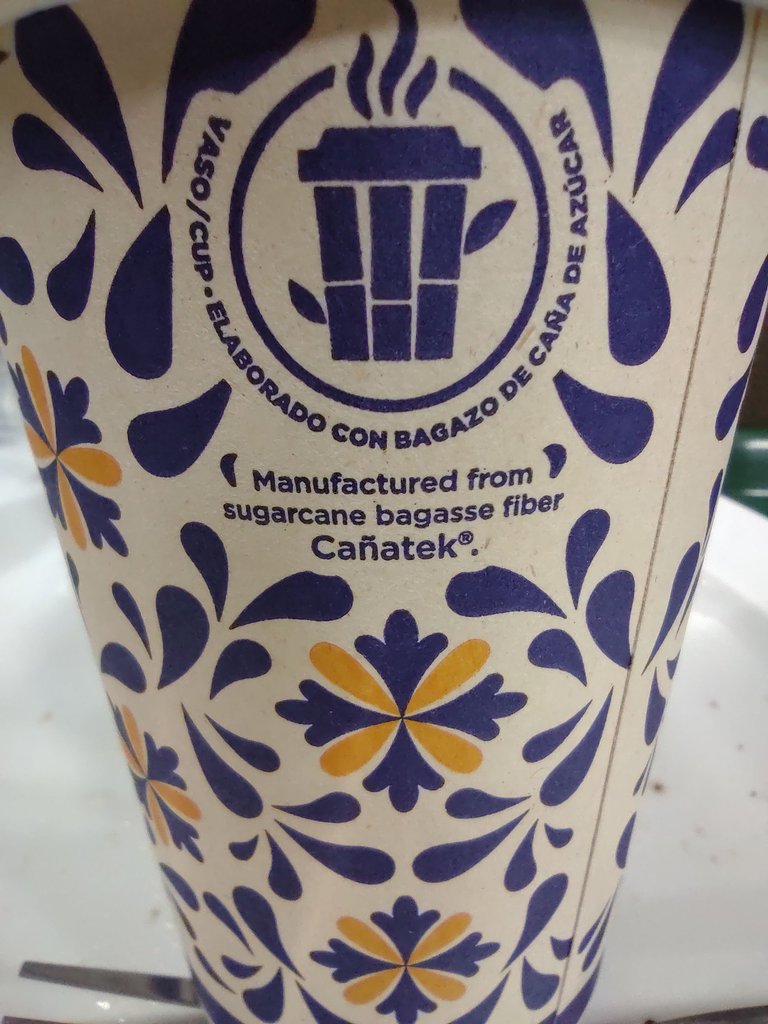 VASO/CUP • ELABORADO CON BAGAZO DE CAÑA DE AZÚCAR
Manufactured from
sugarcane bagasse fiber
Cañatek®.